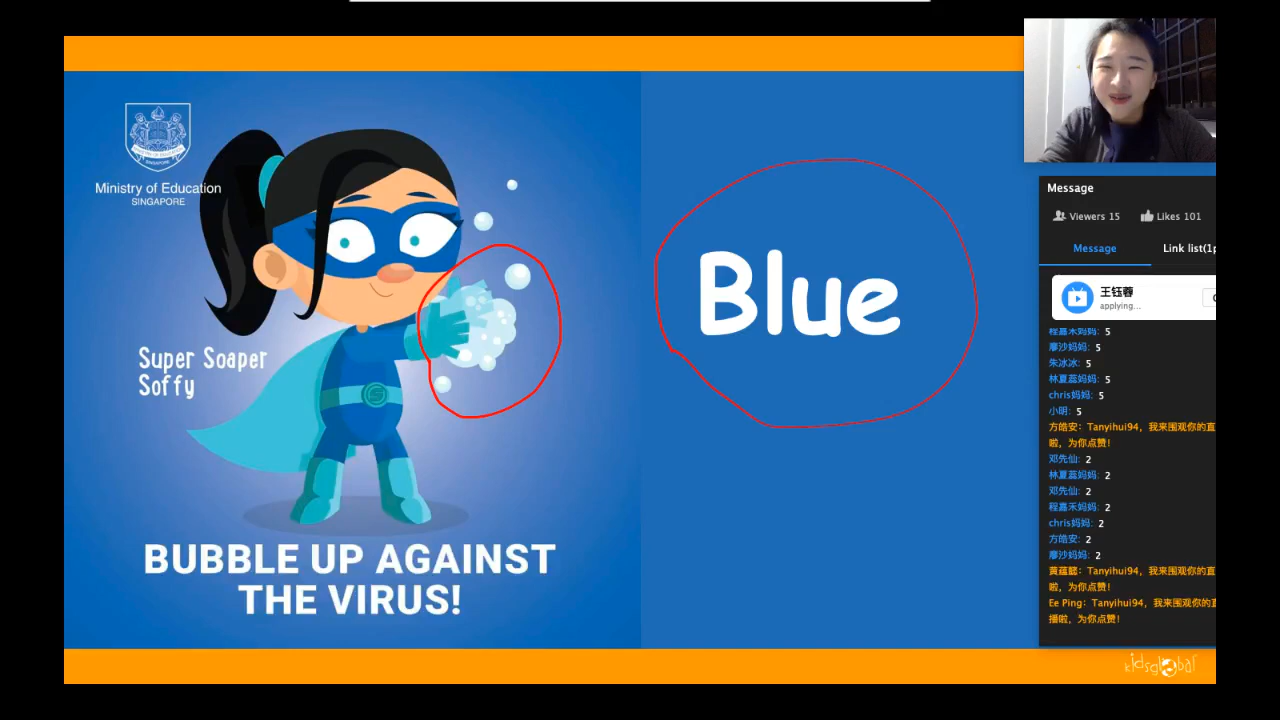 Ministry of Education
SINGAPORE
Super Soaper
Soffy
BUBBLE UP AGAINST
THE VIRUS!
Blue
Message
Viewers 15
Likes 101
Message
Link list(1p
王钰蓉
applying...
程嘉禾妈妈: 5
廖沙妈妈: 5
朱冰冰: 5
林夏蕊妈妈: 5
chris妈妈: 5
小明: 5
方皓安: Tanyihui94, 我来围观你的直
啦, 为你点赞!
邓先仙: 2
林夏蕊妈妈: 2
邓先仙: 2
程嘉禾妈妈: 2
chris妈妈: 2
方皓安: 2
廖沙妈妈: 2
Tanyihui94, 我来围观你的直
啦, 为你点赞!
Ee Ping: Tanyihui94, 我来围观你的直
播啦, 为你点赞!
kidsglobal